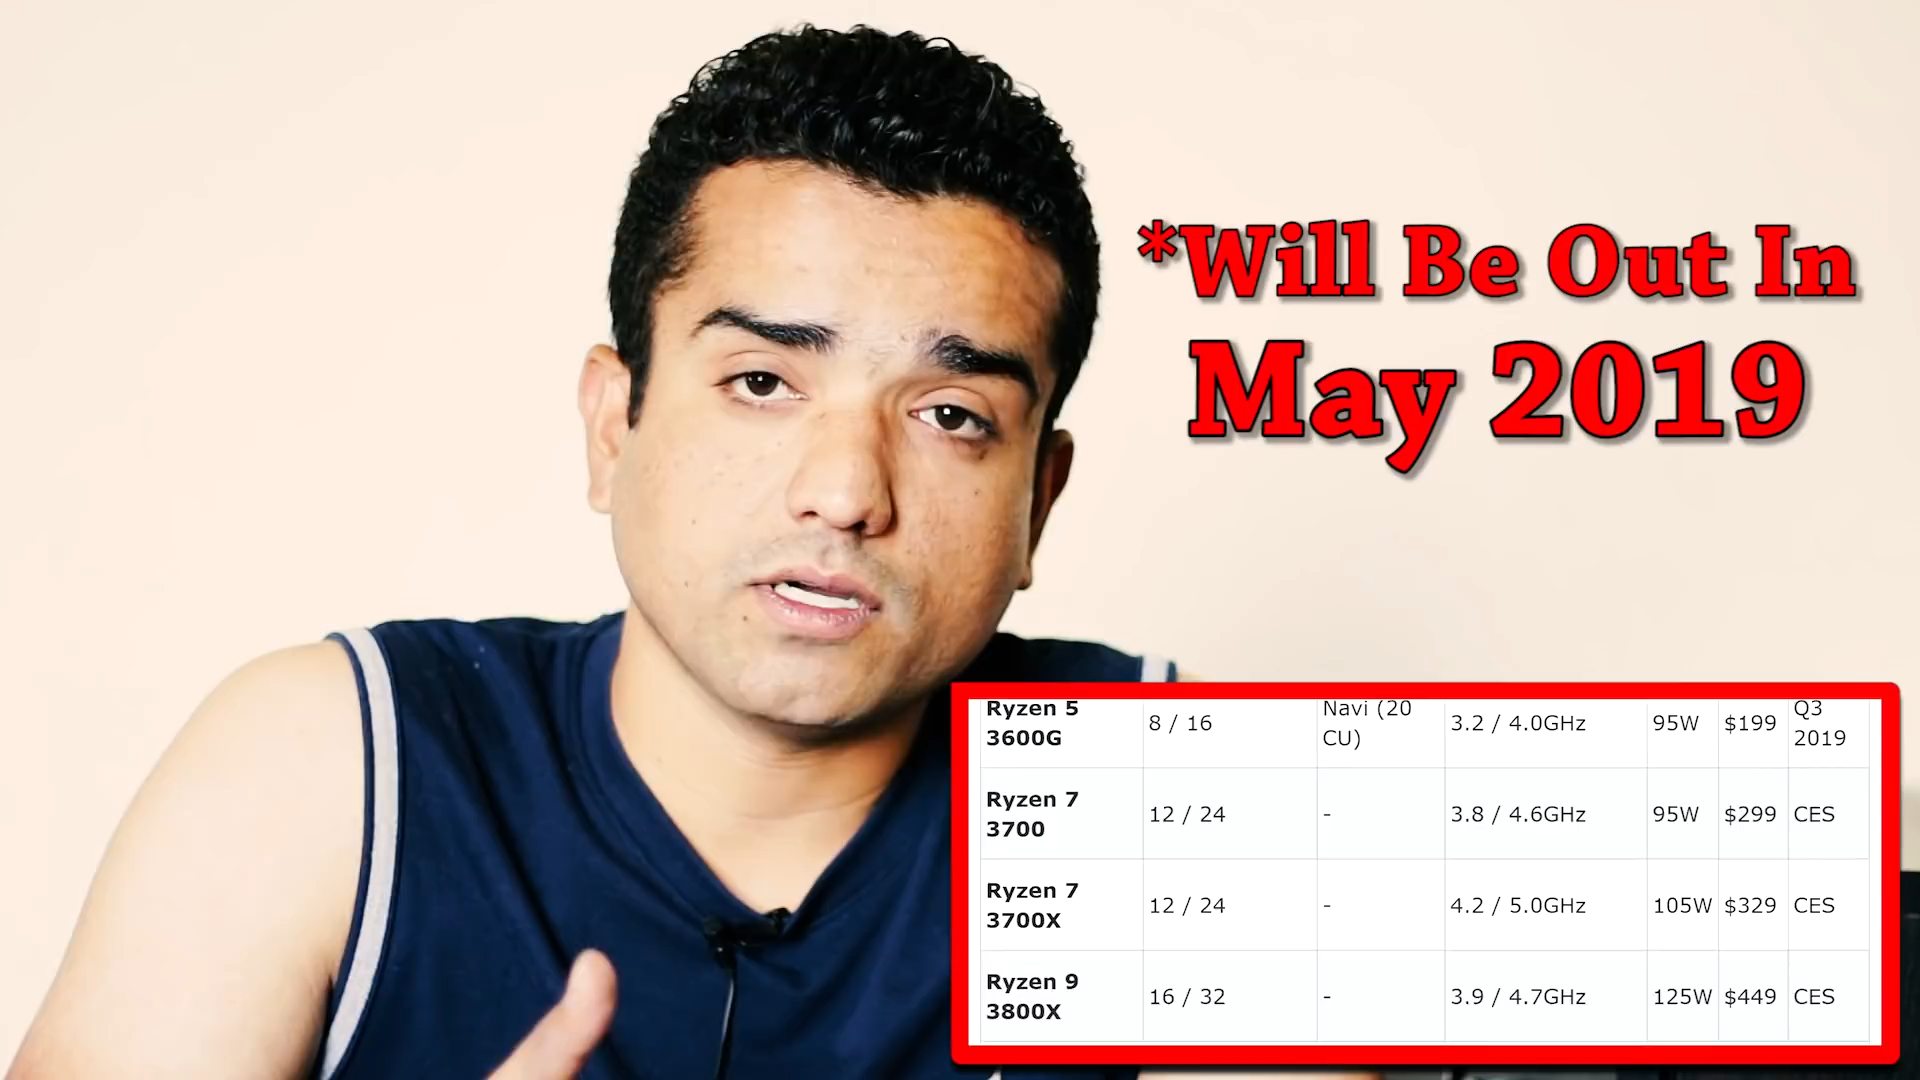 *Will Be Out In
May 2019
Ryzen 5 3600G 8 / 16 Navi (20 CU) 3.2 / 4.0GHz 95W $199 Q3 2019
Ryzen 7 3700 12 / 24 - 3.8 / 4.6GHz 95W $299 CES
Ryzen 7 3700X 12 / 24 - 4.2 / 5.0GHz 105W $329 CES
Ryzen 9 3800X 16 / 32 - 3.9 / 4.7GHz 125W $449 CES